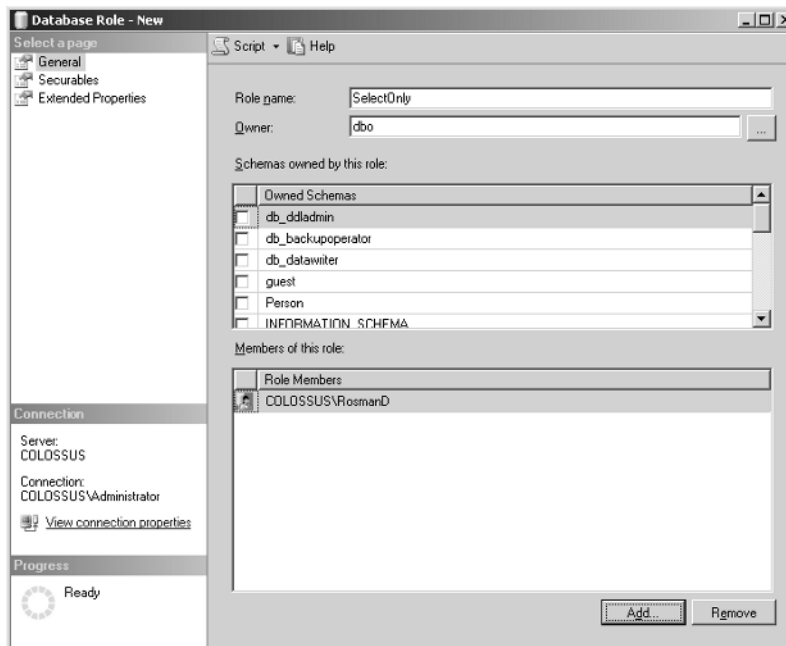 Database Role - New
Select a page
General
Securables
Extended Properties
Script Help
Role name: SelectOnly
Owner: dbo ...
Schemas owned by this role:
Owned Schemas
db_ddladmin
db_backupoperator
db_datawriter
guest
Person
INFORMATION_SCHEMA
Members of this role:
Role Members
COLOSSUS\RosmanD
Connection
Server:
COLOSSUS
Connection:
COLOSSUS\Administrator
View connection properties
Progress
Ready
Add... Remove